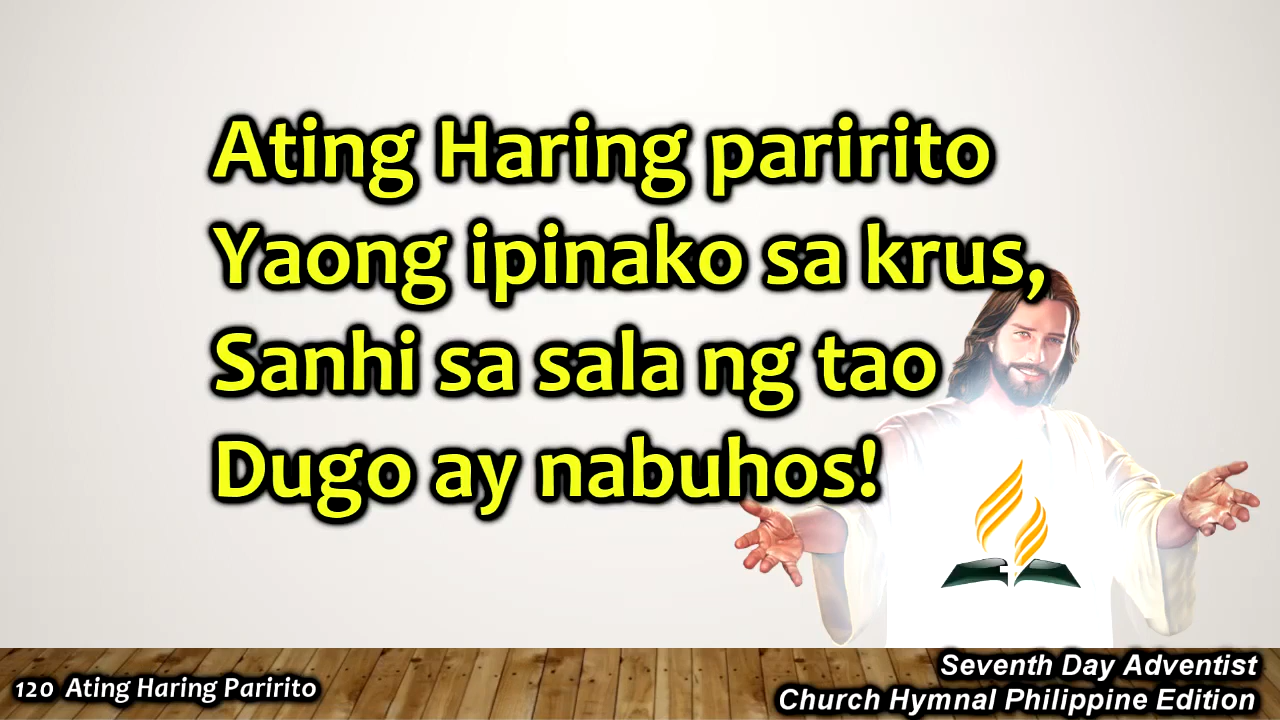 Ating Haring paririto
Yaong ipinako sa krus,
Sanhi sa sala ng tao
Dugo ay nabuhos!
120 Ating Haring Paririto
Seventh Day Adventist
Church Hymnal Philippine Edition